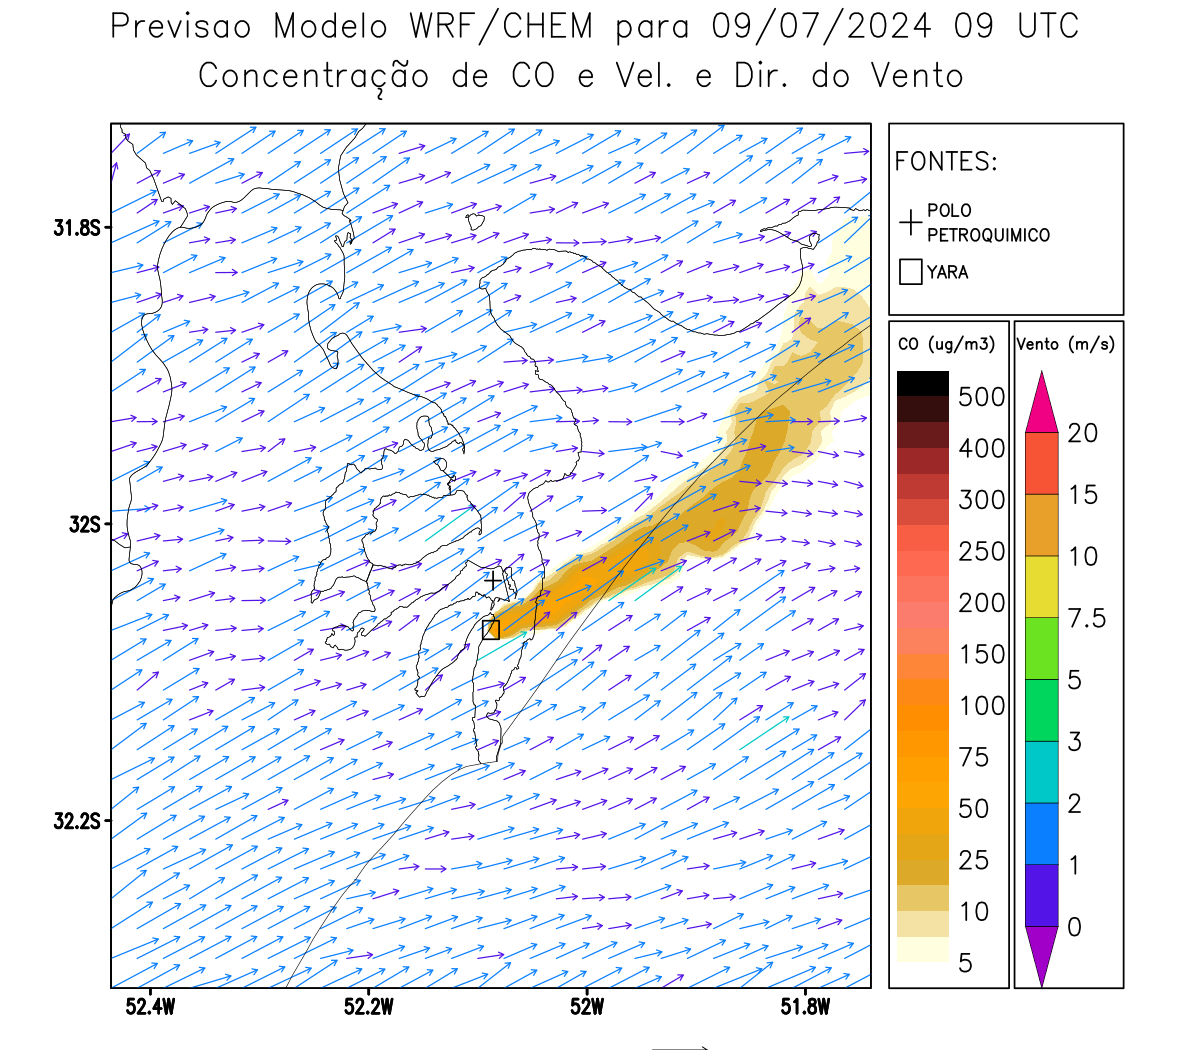 Previsao Modelo WRF/CHEM para 09/07/2024 09 UTC
Concentração de CO e Vel. e Dir. do Vento
FONTES:
POLO
PETROQUIMICO
YARA
31.8S
32S
32.2S
52.4W
52.2W
52W
51.8W
CO (ug/m3)
500
400
300
250
200
150
100
75
50
25
10
5
Vento (m/s)
20
15
10
7.5
5
3
2
1
0